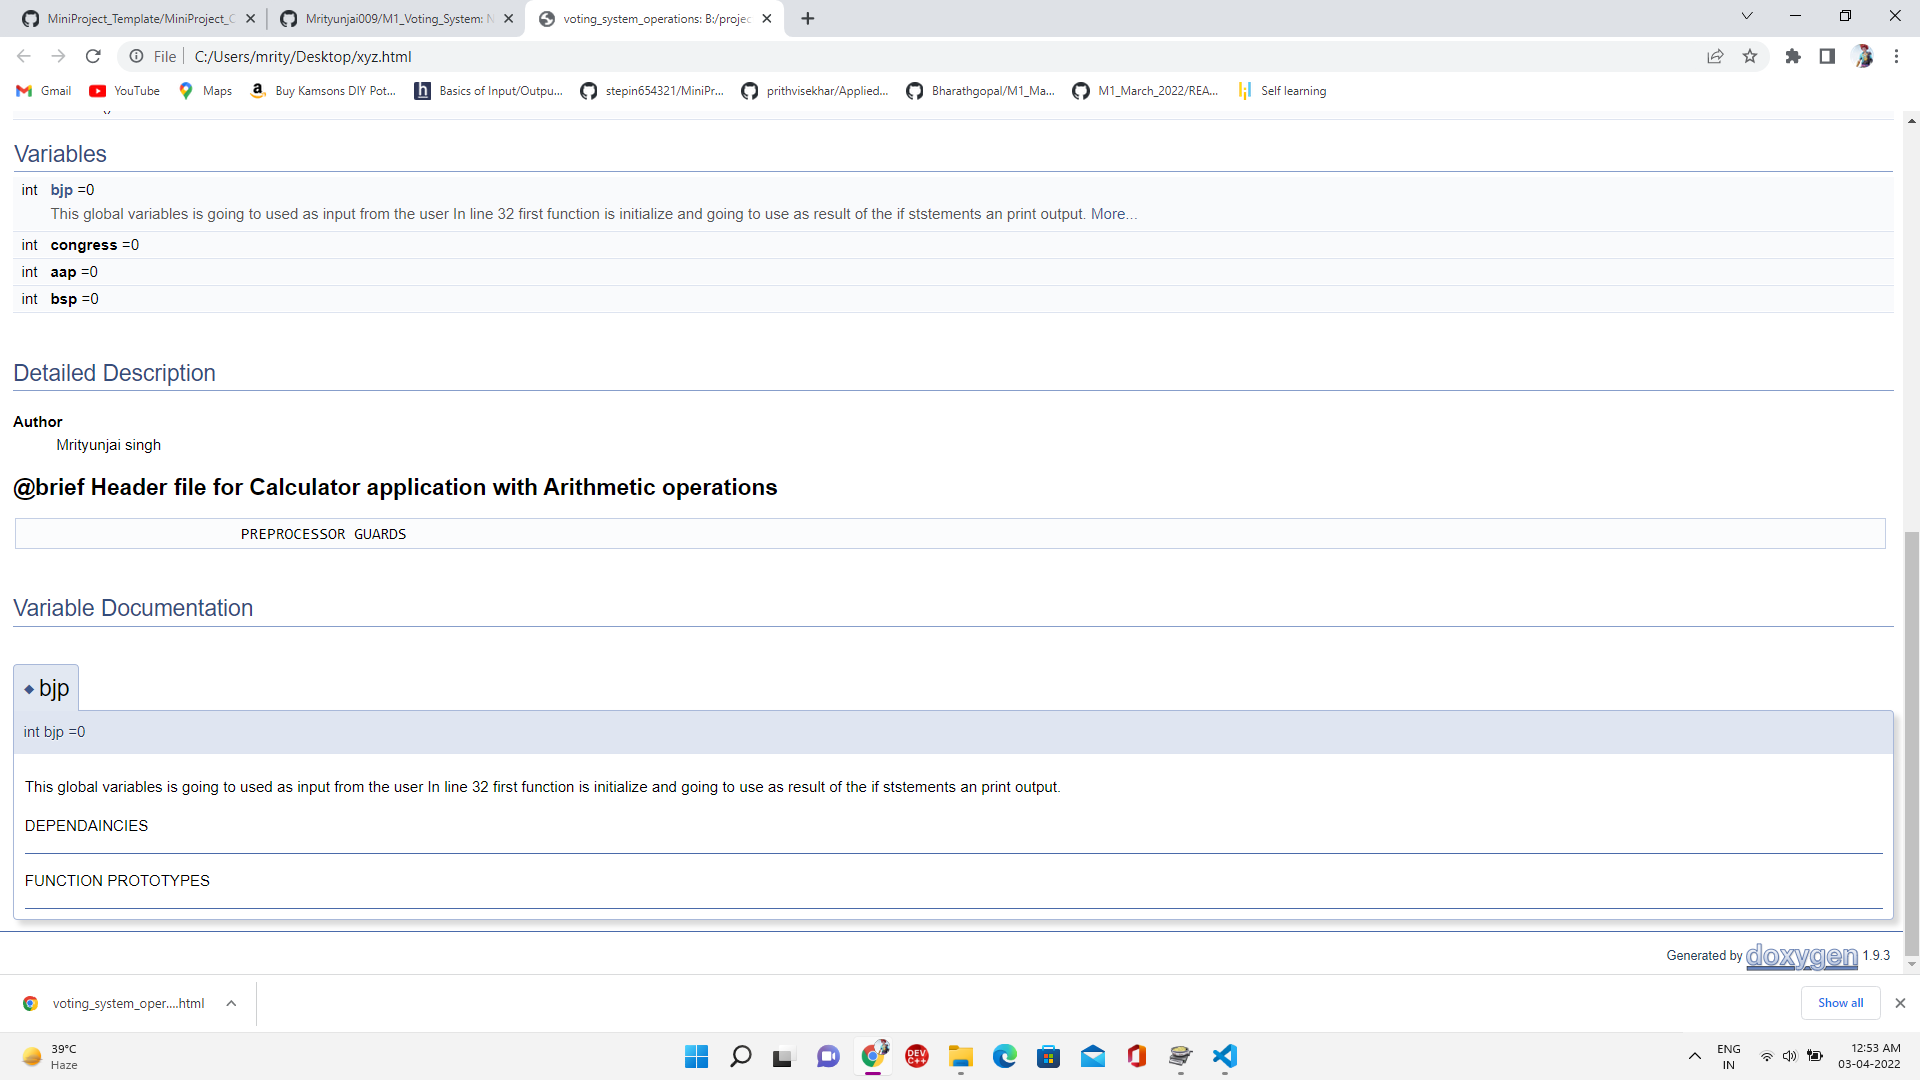 MiniProject_Template/MiniProject_C
Mrityunjai009/M1_Voting_System: N
voting_system_operations: B:/projec
File
C:/Users/mrity/Desktop/xyz.html
Gmail
YouTube
Maps
Buy Kamsons DIY Pot...
Basics of Input/Outpu...
stepin654321/MiniPr...
prithvisekhar/Applied...
Bharathgopal/M1_Ma...
M1_March_2022/REA...
Self learning
Variables
int bjp =0
This global variables is going to used as input from the user In line 32 first function is initialize and going to use as result of the if ststements an print output. More...
int congress =0
int aap =0
int bsp =0
Detailed Description
Author
Mrityunjai singh
@brief Header file for Calculator application with Arithmetic operations
PREPROCESSOR GUARDS
Variable Documentation
◆ bjp
int bjp =0
This global variables is going to used as input from the user In line 32 first function is initialize and going to use as result of the if ststements an print output.
DEPENDAINCIES
FUNCTION PROTOTYPES
Generated by doxygen 1.9.3
voting_system_oper....html
Show all
39°C
Haze
DEV
C++
ENG
IN
12:53 AM
03-04-2022